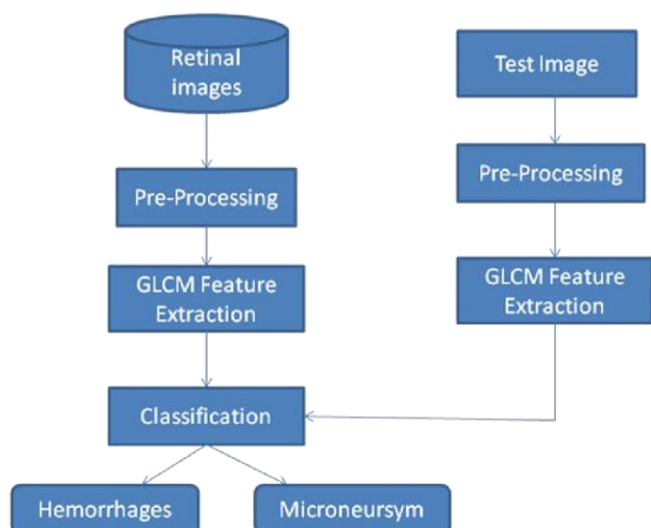 Retinal
images
Pre-Processing
GLCM Feature
Extraction
Test Image
Pre-Processing
GLCM Feature
Extraction
Classification
Hemorrhages
Microneursym